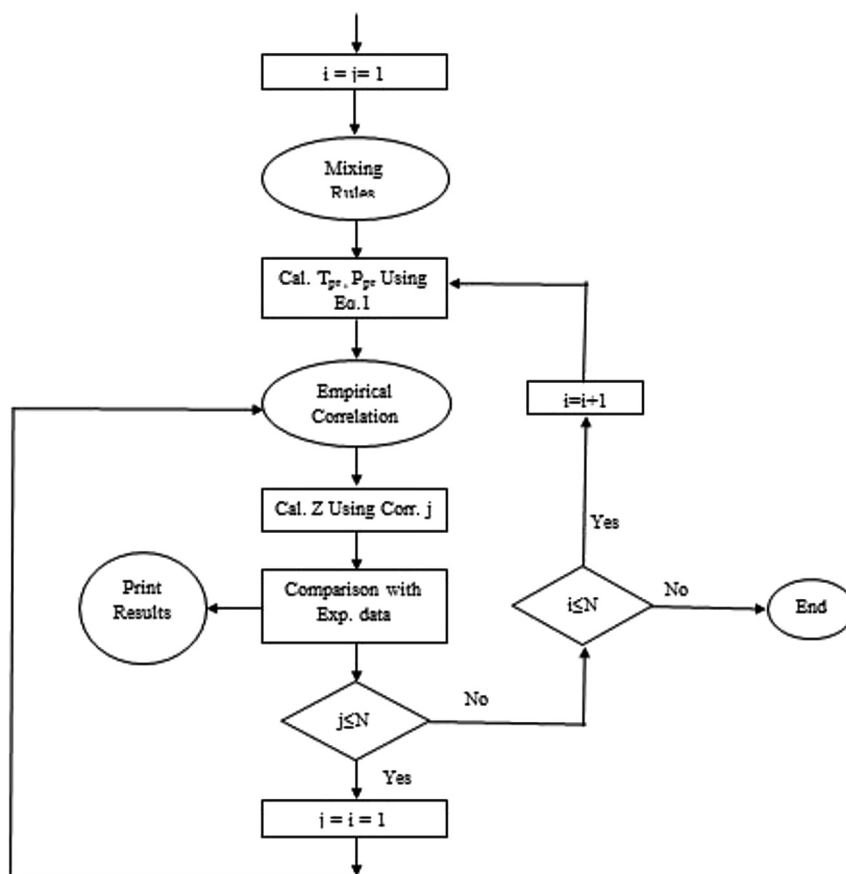 i = j= 1
Mixing
Rules
Cal. Tpr, Ppr Using
Eq.1
Empirical
Correlation
i=i+1
Cal. Z Using Corr. j
Yes
Print
Results
Comparison with
Exp. data
i≤N
No
End
j≤N
No
Yes
j = i = 1